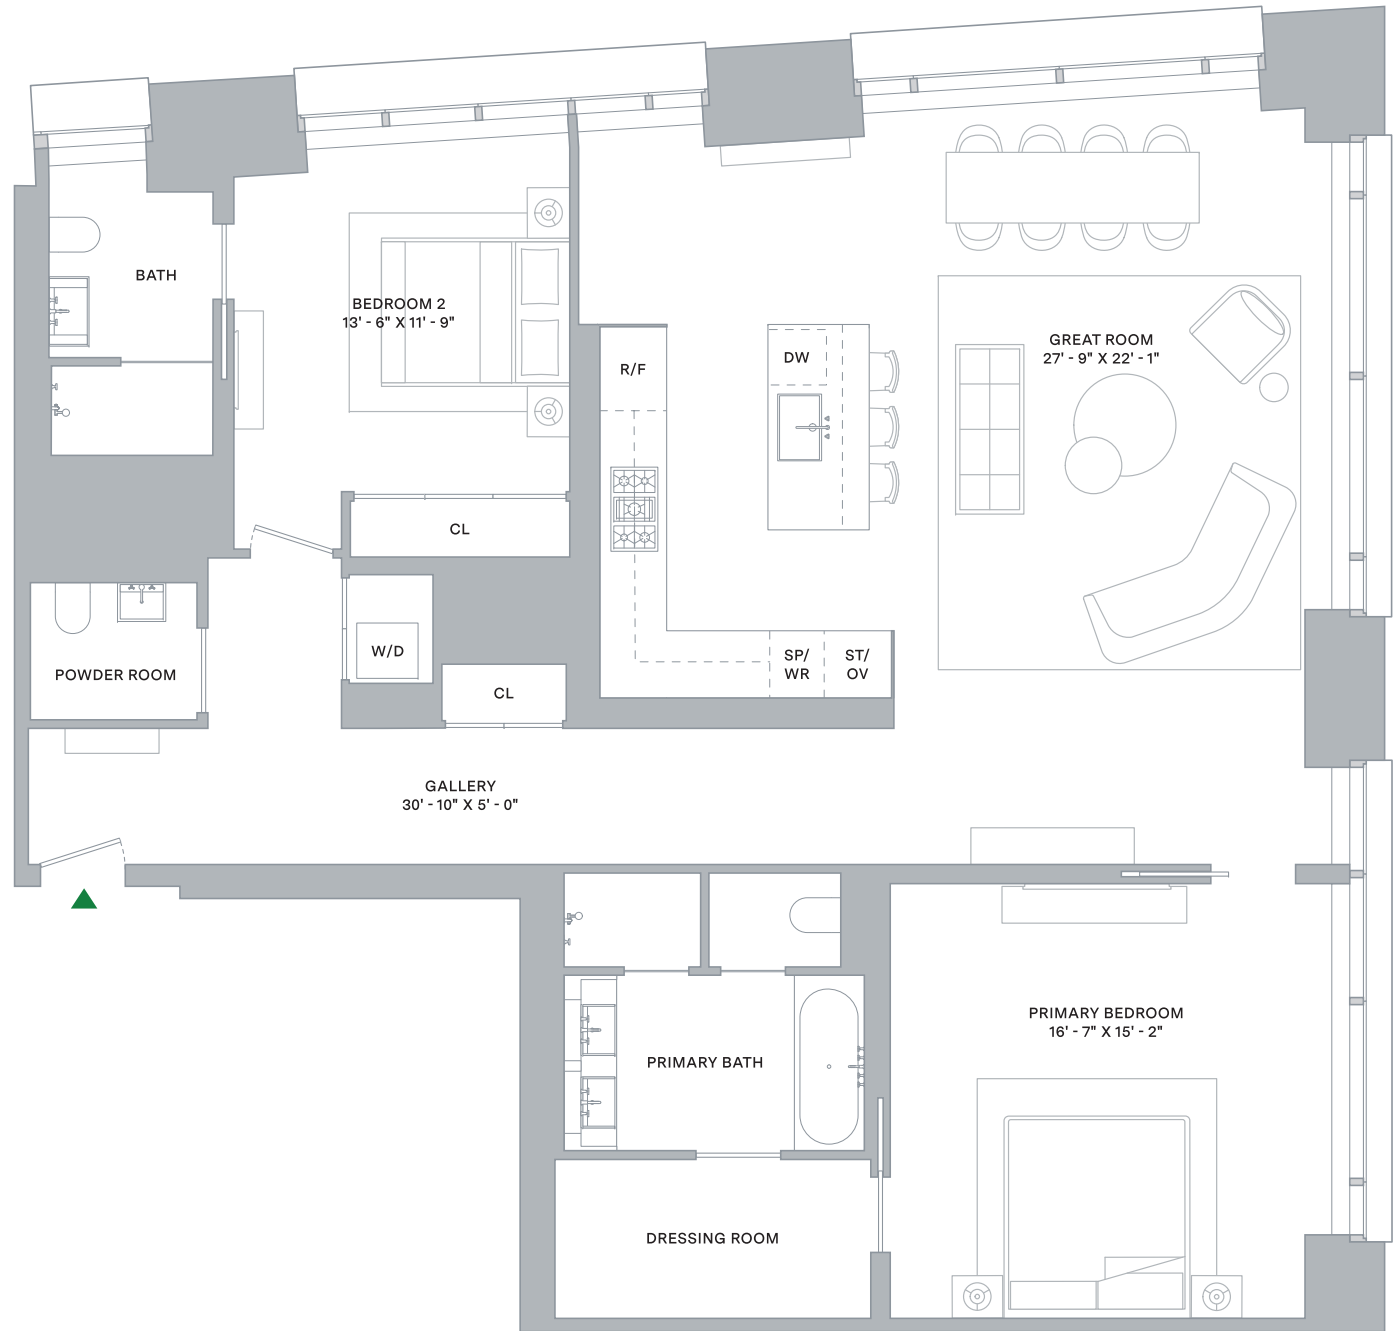 BATH
BEDROOM 2
13' - 6" X 11' - 9"
R/F
DW
GREAT ROOM
27' - 9" X 22' - 1"
CL
W/D
POWDER ROOM
CL
SP/
WR
ST/
OV
GALLERY
30' - 10" X 5' - 0"
PRIMARY BEDROOM
16' - 7" X 15' - 2"
PRIMARY BATH
DRESSING ROOM